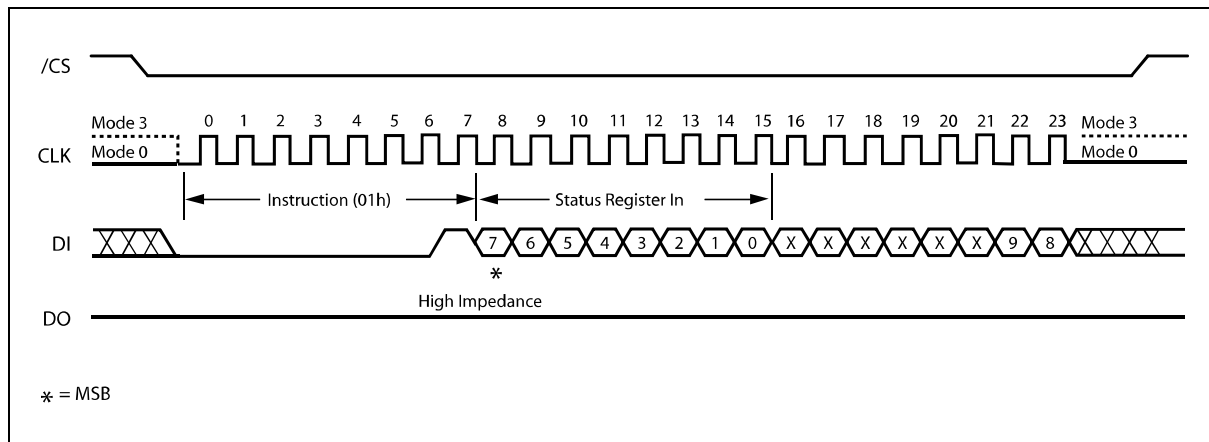 /CS
Mode 3 0 1 2 3 4 5 6 7 8 9 10 11 12 13 14 15 16 17 18 19 20 21 22 23 Mode 3
CLK Mode 0 Mode 0
Instruction (01h) Status Register In
DI 7 6 5 4 3 2 1 0 X X X X X X 9 8
*
High Impedance
DO
* = MSB